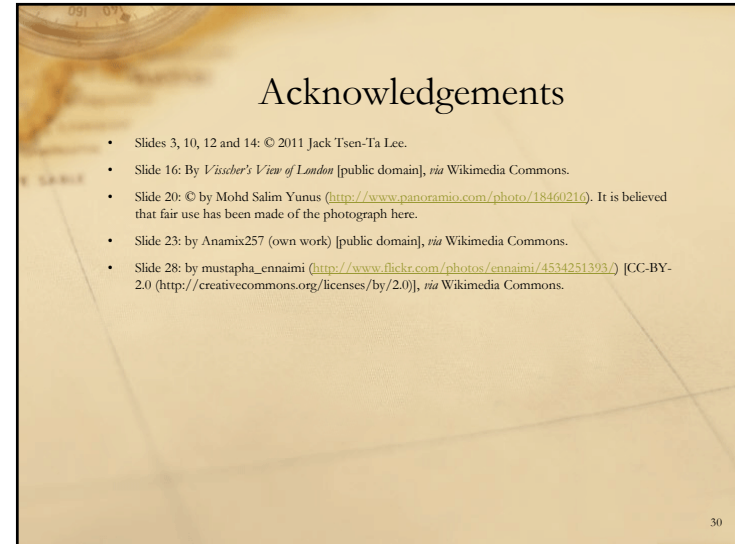 Acknowledgements
• Slides 3, 10, 12 and 14: © 2011 Jack Tsen-Ta Lee.
• Slide 16: By Visscher's View of London [public domain], via Wikimedia Commons.
• Slide 20: © by Mohd Salim Yunus (http://www.panoramio.com/photo/18460216). It is believed
that fair use has been made of the photograph here.
• Slide 23: by Anamix257 (own work) [public domain], via Wikimedia Commons.
• Slide 28: by mustapha_ennaimi (http://www.flickr.com/photos/ennaimi/4534251393/) [CC-BY-
2.0 (http://creativecommons.org/licenses/by/2.0)], via Wikimedia Commons.
30